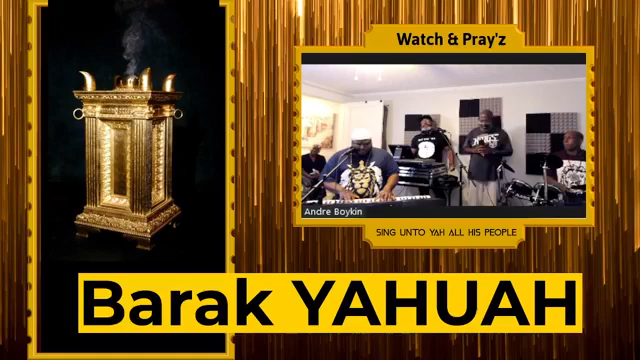 Watch & Pray'z
Andre Boykin
SING UNTO YAH ALL HIS PEOPLE
Barak YAHUAH